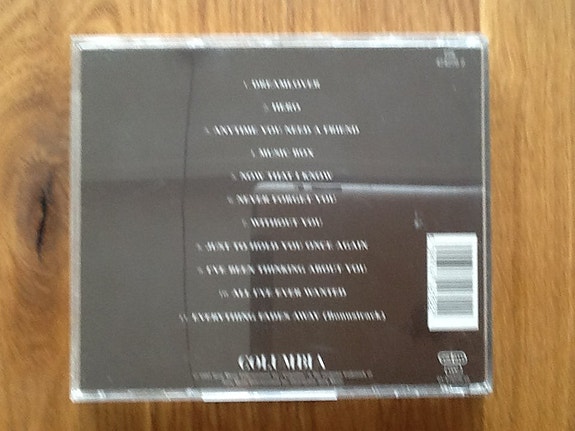 1. DREAMLOVER
2. HERO
3. ANYTIME YOU NEED A FRIEND
4. MUSIC BOX
5. NOW THAT I KNOW
6. NEVER FORGET YOU
7. WITHOUT YOU
8. JUST TO HOLD YOU ONCE AGAIN
9. I'VE BEEN THINKING ABOUT YOU
10. ALL I'VE EVER WANTED
11. EVERYTHING FADES AWAY (Bonustrack)
COLUMBIA